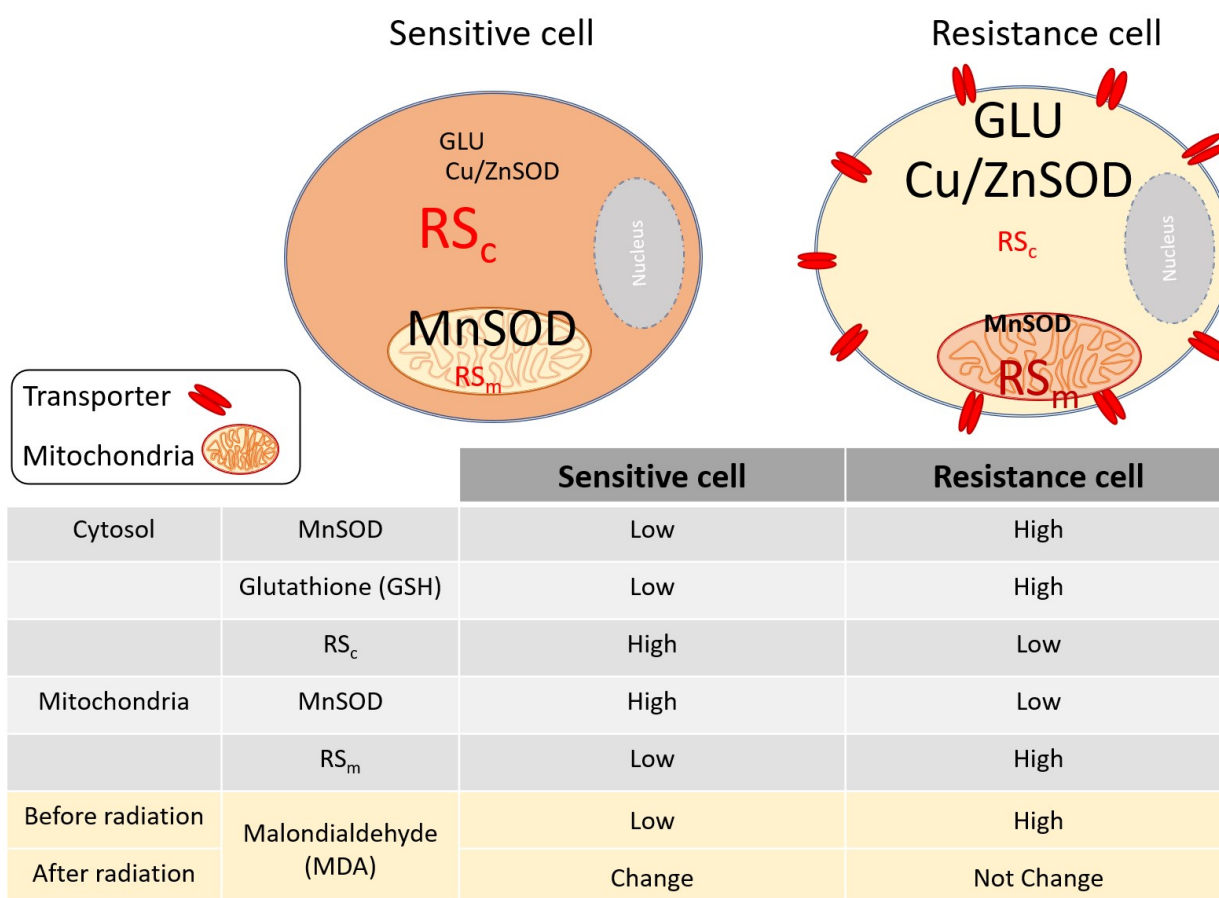 Sensitive cell
Resistance cell
GLU
Cu/ZnSOD
RSc
Nucleus
MnSOD
RSm
GLU
Cu/ZnSOD
RSc
Nucleus
MnSOD
RSm
Transporter
Mitochondria
Sensitive cell Resistance cell
Cytosol MnSOD Low High
Glutathione (GSH) Low High
RSc High Low
Mitochondria MnSOD High Low
RSm Low High
Before radiation Malondialdehyde (MDA) Low High
After radiation Change Not Change